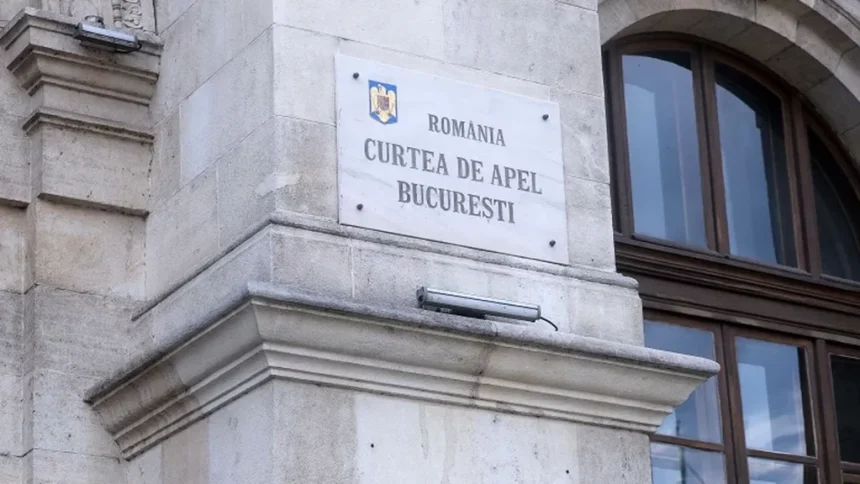 ROMÂNIA
CURTEA DE APEL
BUCUREȘTI